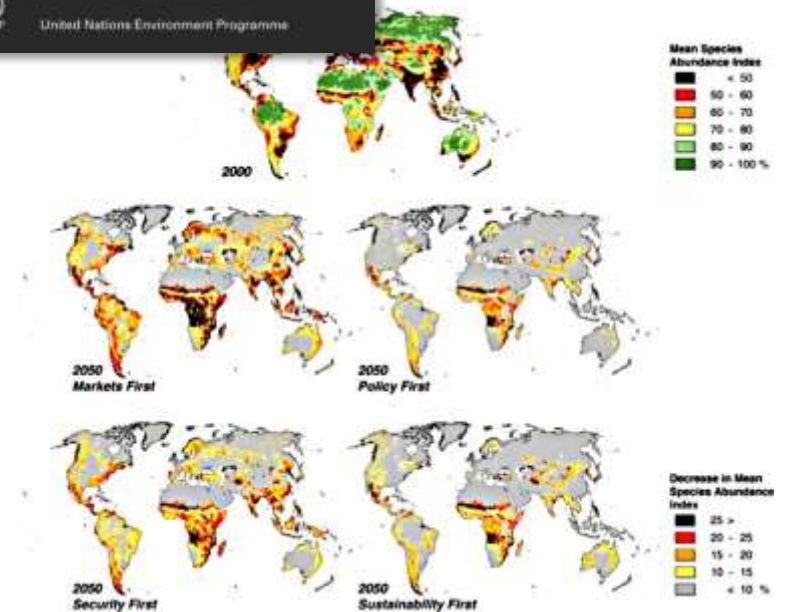 United Nations Environment Programme
Mean Species
Abundance Index
< 50
50 - 60
60 - 70
70 - 80
80 - 90
90 - 100 %
2000
2050
Markets First
2050
Policy First
2050
Security First
2050
Sustainability First
Decrease in Mean
Species Abundance
Index
25 >
20 - 25
15 - 20
10 - 15
< 10 %